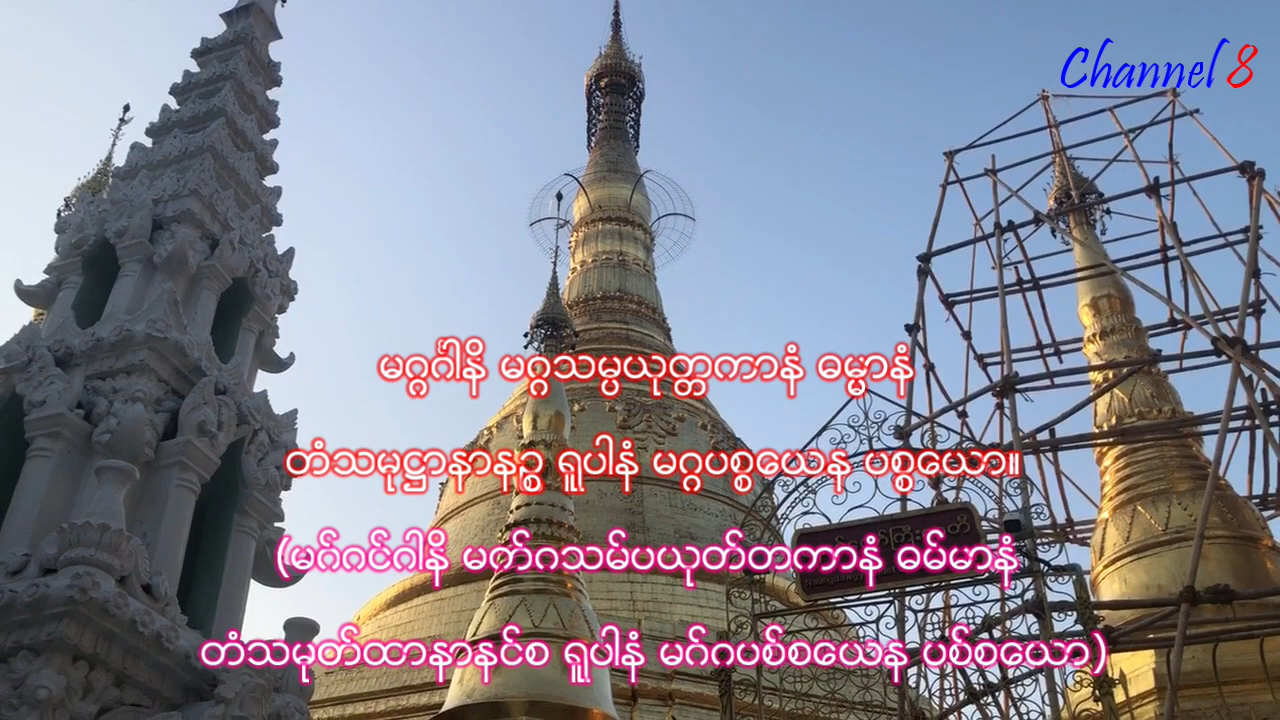 Channel 8
မဂ္ဂင်္ဂါနိ မဂ္ဂသမ္ပယုတ္တကာနံ ဓမ္မာနံ
တံသမုဋ္ဌာနာနဉ္စ ရူပါနံ မဂ္ဂပစ္စယေန ပစ္စယော။
(မဂ်ဂင်ဂါနိ မက်ဂသမ်ပယုတ်တကာနံ ဓမ်မာနံ
တံသမုတ်ထာနာနင်စ ရူပါနံ မဂ်ဂပစ်စယေန ပစ်စယော)